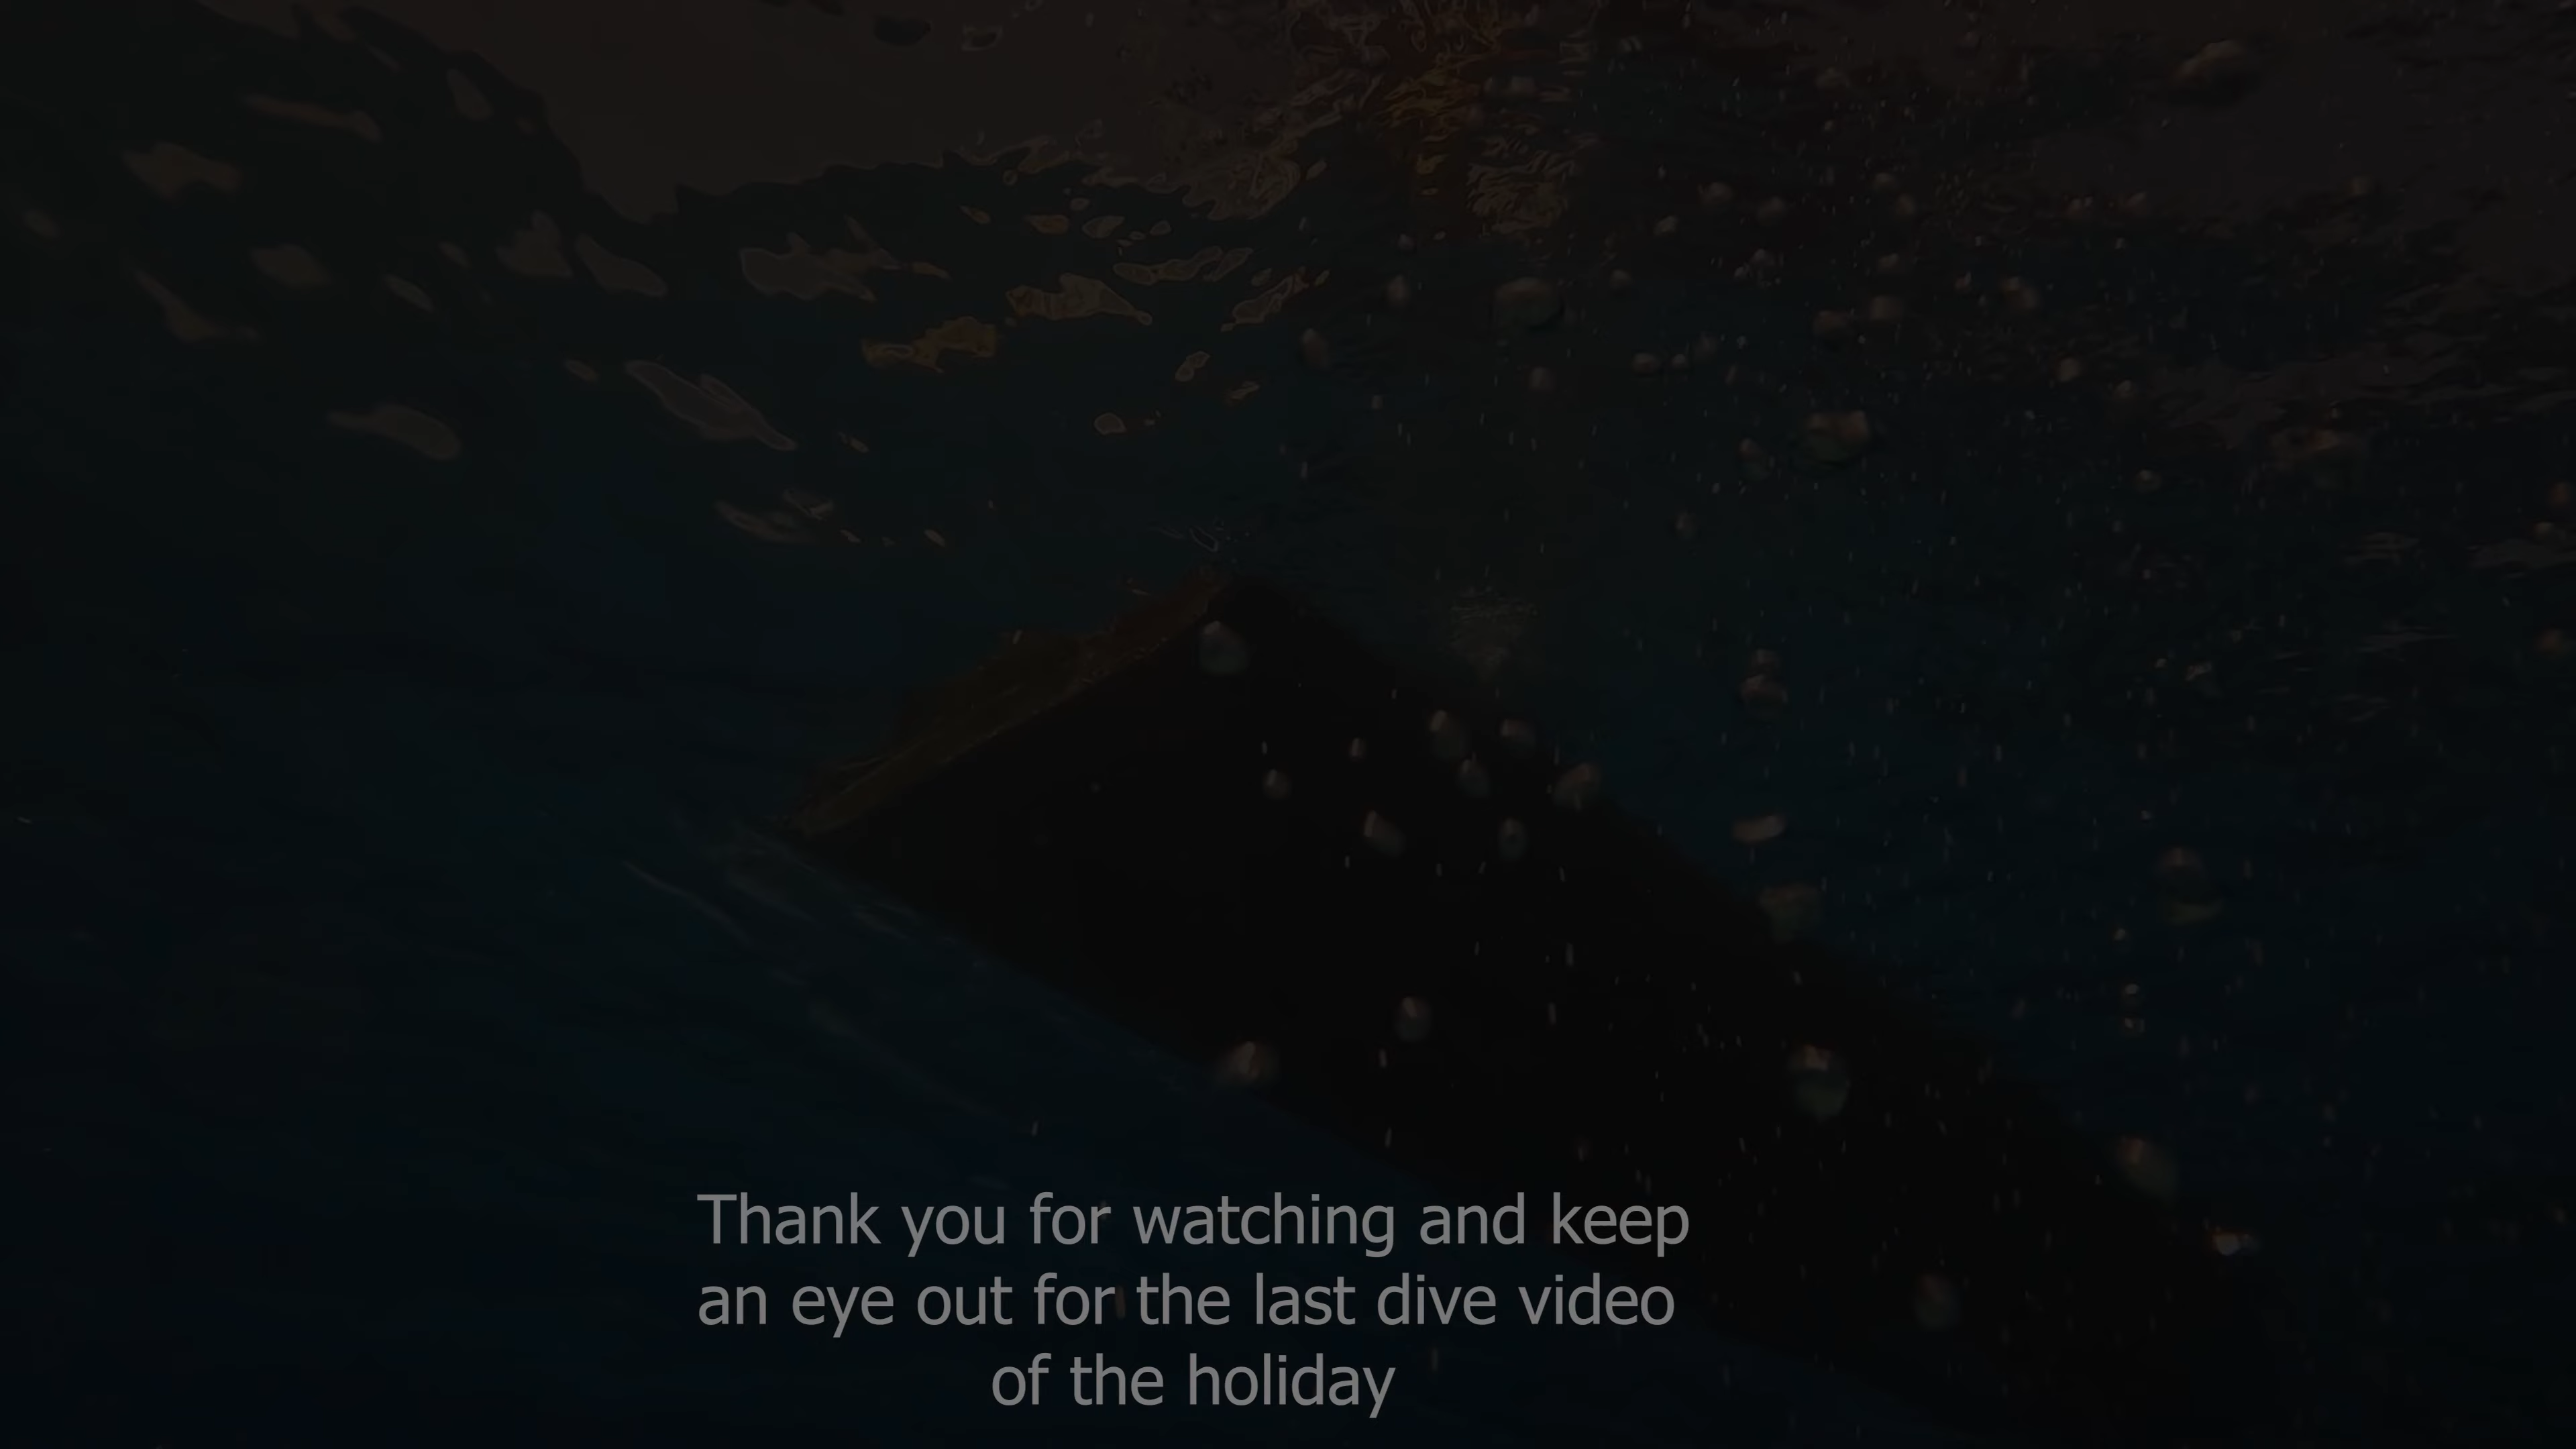 Thank you for watching and keep
an eye out for the last dive video
of the holiday